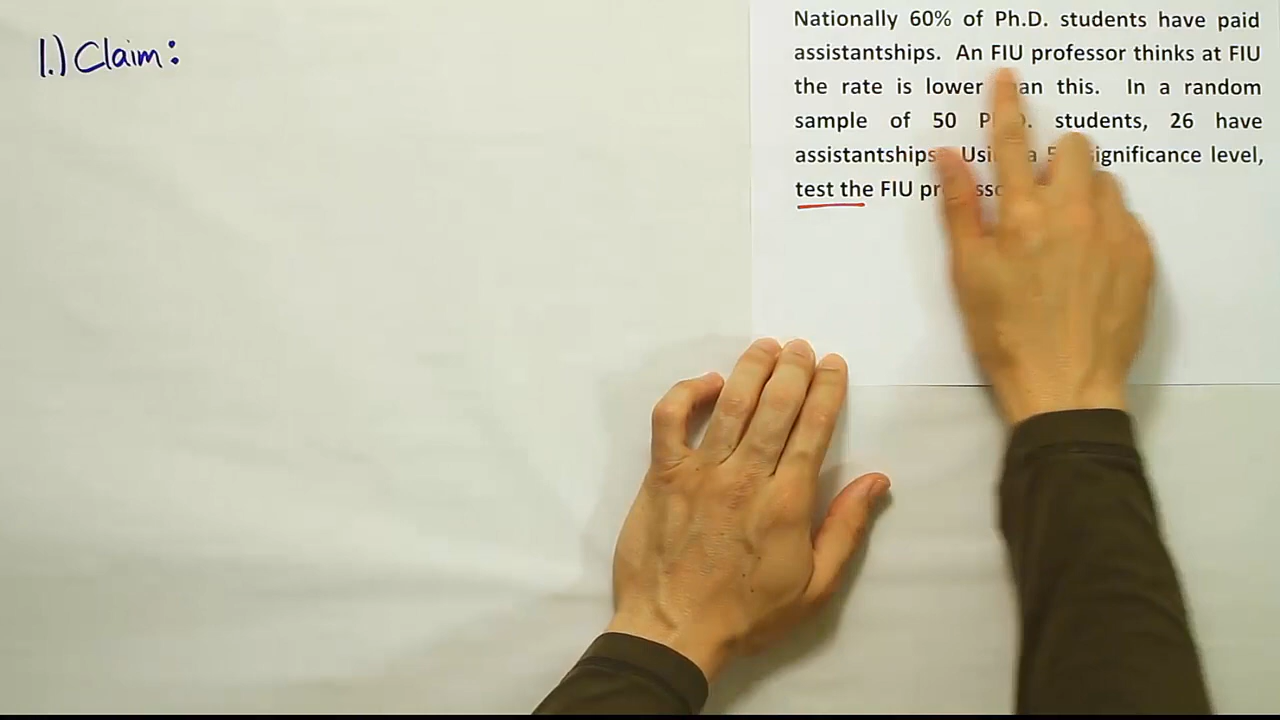 1.) Claim:
Nationally 60% of Ph.D. students have paid
assistantships. An FIU professor thinks at FIU
the rate is lower this. In a random
sample of 50 students, 26 have
assistantships a significance level,
test the FIU